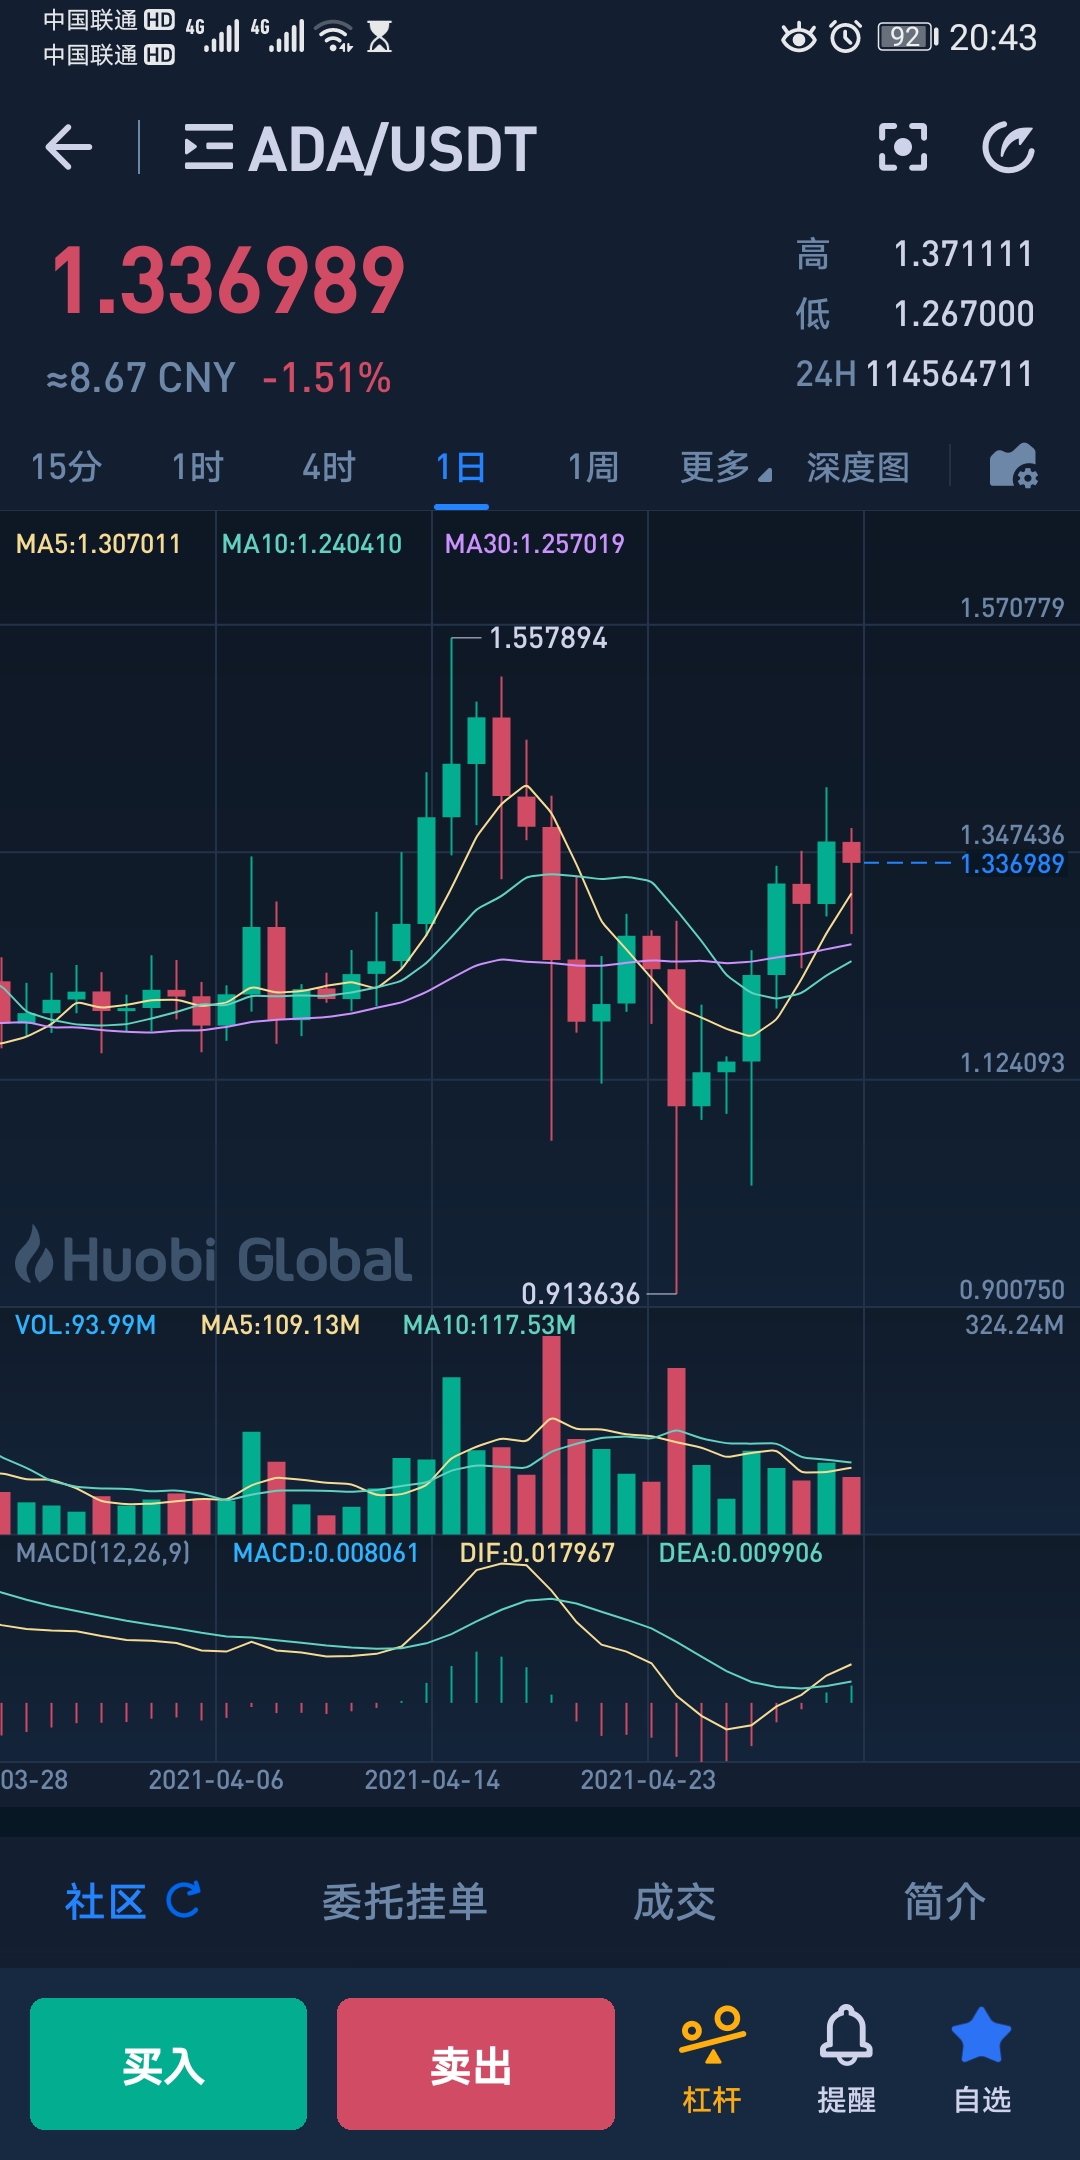 中国联通 HD 4G 4G 92 20:43
中国联通 HD
ADA/USDT
1.336989
高 1.371111
低 1.267000
≈8.67 CNY -1.51%
24H 114564711
15分 1时 4时 1日 1周 更多 深度图
MA5:1.307011 MA10:1.240410 MA30:1.257019
1.570779
1.557894
1.347436
1.336989
1.124093
Huobi Global
0.913636
0.900750
VOL:93.99M MA5:109.13M MA10:117.53M 324.24M
MACD(12,26,9) MACD:0.008061 DIF:0.017967 DEA:0.009906
03-28 2021-04-06 2021-04-14 2021-04-23
社区 委托挂单 成交 简介
买入 卖出 杠杆 提醒 自选